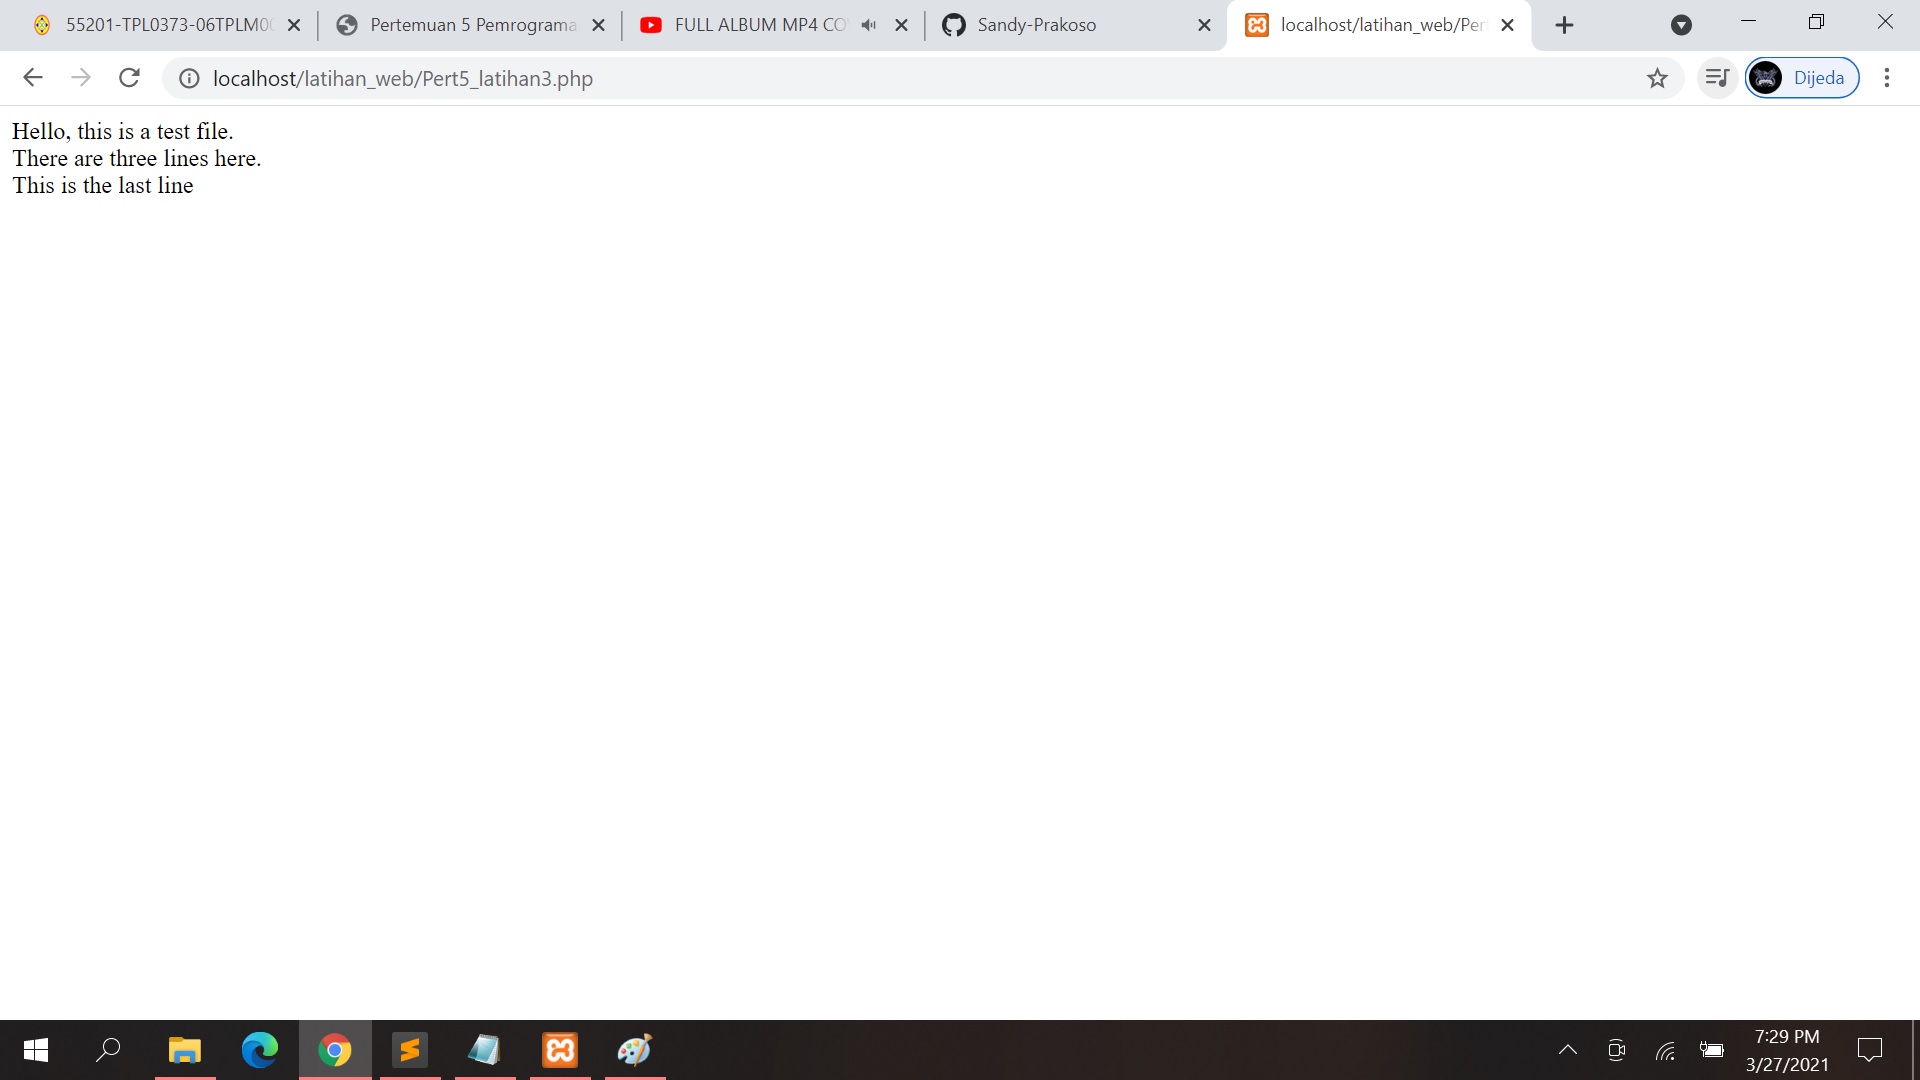 55201-TPL0373-06TPLM00
Pertemuan 5 Pemrograma
FULL ALBUM MP4 CO
Sandy-Prakoso
localhost/latihan_web/Per
localhost/latihan_web/Pert5_latihan3.php
Dijeda
Hello, this is a test file.
There are three lines here.
This is the last line
7:29 PM
3/27/2021